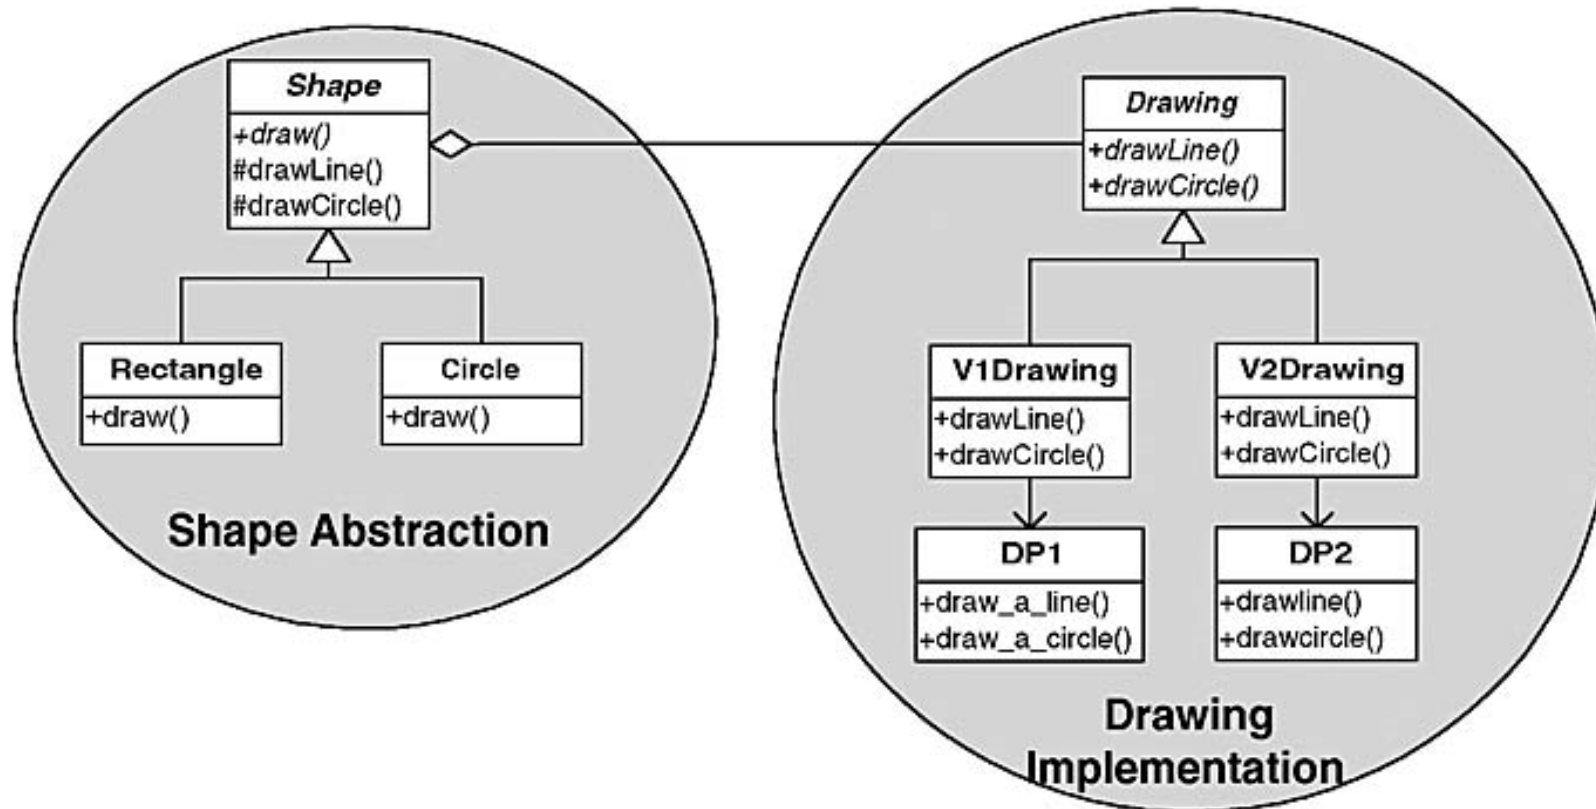 Shape
+draw()
#drawLine()
#drawCircle()
Rectangle
+draw()
Circle
+draw()
Shape Abstraction
Drawing
+drawLine()
+drawCircle()
V1Drawing
+drawLine()
+drawCircle()
V2Drawing
+drawLine()
+drawCircle()
DP1
+draw_a_line()
+draw_a_circle()
DP2
+drawline()
+drawcircle()
Drawing
Implementation